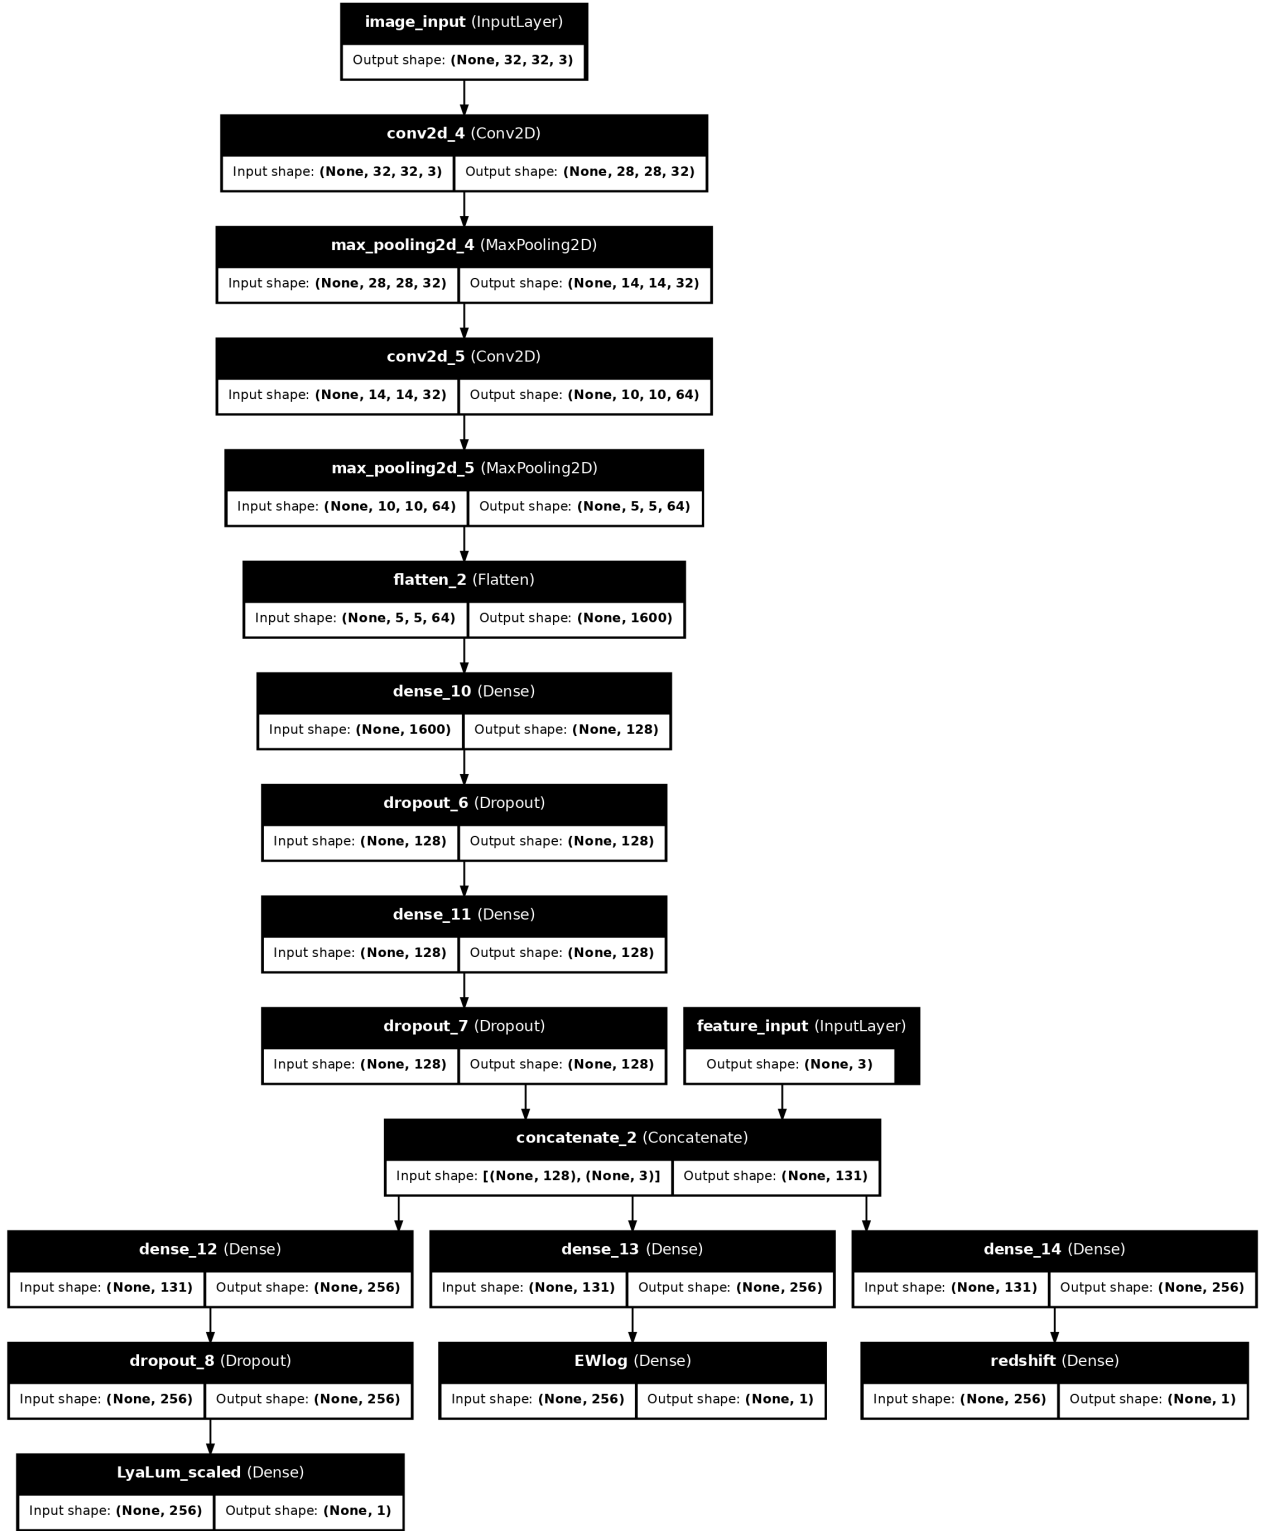 image_input (InputLayer)
Output shape: (None, 32, 32, 3)
conv2d_4 (Conv2D)
Input shape: (None, 32, 32, 3) Output shape: (None, 28, 28, 32)
max_pooling2d_4 (MaxPooling2D)
Input shape: (None, 28, 28, 32) Output shape: (None, 14, 14, 32)
conv2d_5 (Conv2D)
Input shape: (None, 14, 14, 32) Output shape: (None, 10, 10, 64)
max_pooling2d_5 (MaxPooling2D)
Input shape: (None, 10, 10, 64) Output shape: (None, 5, 5, 64)
flatten_2 (Flatten)
Input shape: (None, 5, 5, 64) Output shape: (None, 1600)
dense_10 (Dense)
Input shape: (None, 1600) Output shape: (None, 128)
dropout_6 (Dropout)
Input shape: (None, 128) Output shape: (None, 128)
dense_11 (Dense)
Input shape: (None, 128) Output shape: (None, 128)
dropout_7 (Dropout)
Input shape: (None, 128) Output shape: (None, 128)
feature_input (InputLayer)
Output shape: (None, 3)
concatenate_2 (Concatenate)
Input shape: [(None, 128), (None, 3)] Output shape: (None, 131)
dense_12 (Dense)
Input shape: (None, 131) Output shape: (None, 256)
dense_13 (Dense)
Input shape: (None, 131) Output shape: (None, 256)
dense_14 (Dense)
Input shape: (None, 131) Output shape: (None, 256)
dropout_8 (Dropout)
Input shape: (None, 256) Output shape: (None, 256)
EWlog (Dense)
Input shape: (None, 256) Output shape: (None, 1)
redshift (Dense)
Input shape: (None, 256) Output shape: (None, 1)
LyaLum_scaled (Dense)
Input shape: (None, 256) Output shape: (None, 1)